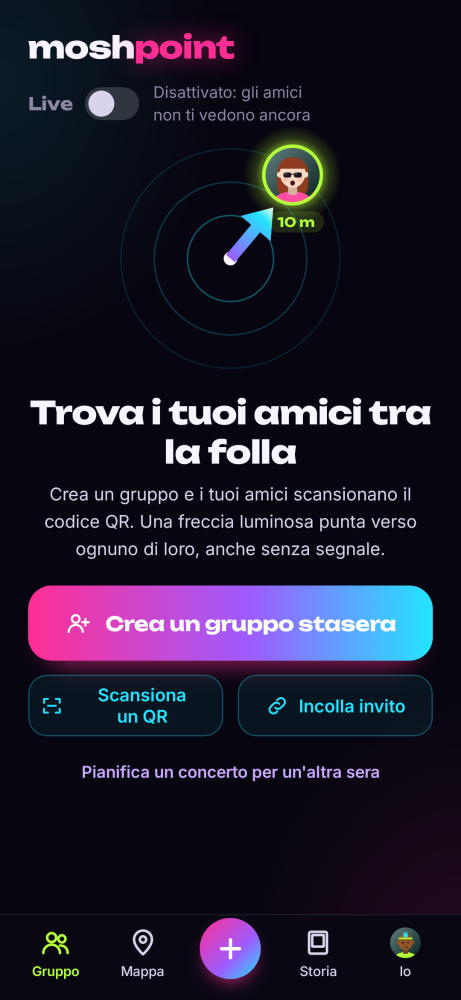 moshpoint
Live
Disattivato: gli amici
non ti vedono ancora
10 m
Trova i tuoi amici tra
la folla
Crea un gruppo e i tuoi amici scansionano il
codice QR. Una freccia luminosa punta verso
ognuno di loro, anche senza segnale.
Crea un gruppo stasera
Scansiona
un QR
Incolla invito
Pianifica un concerto per un'altra sera
Gruppo
Mappa
Storia
Io